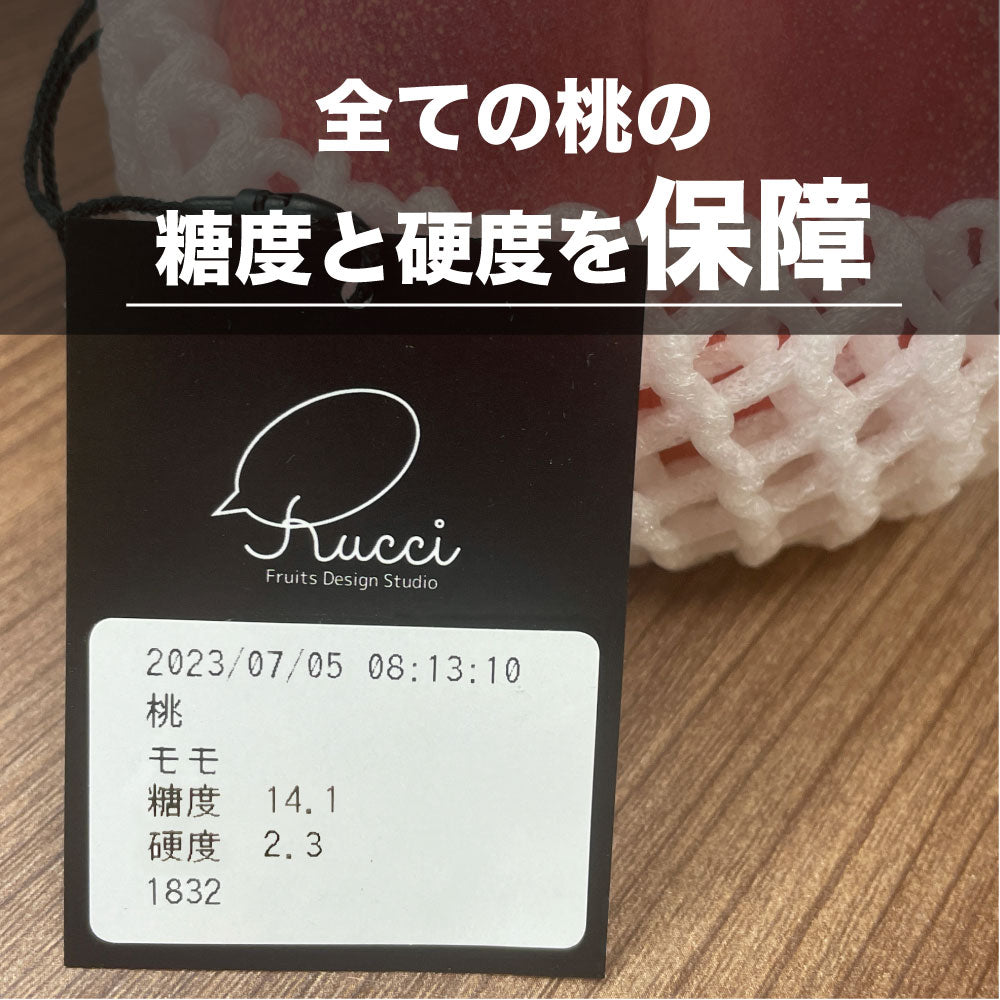 全ての桃の
糖度と硬度を保障
Rucci
Fruits Design Studio
2023/07/05 08:13:10
桃
モモ
糖度 14.1
硬度 2.3
1832